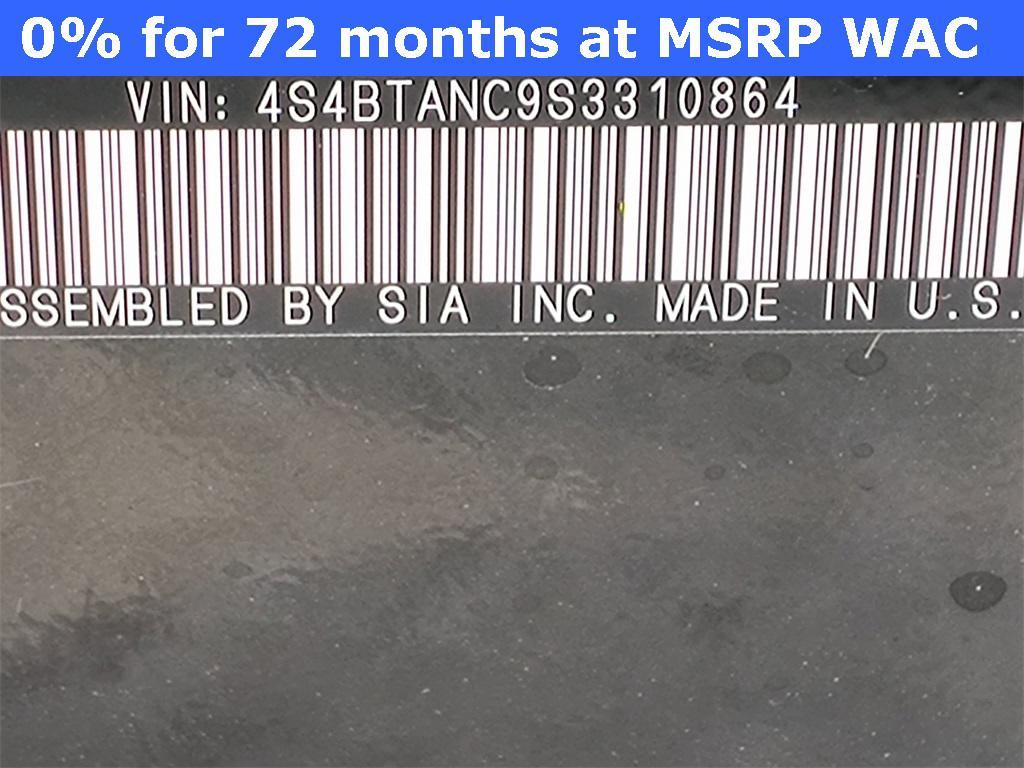 0% for 72 months at MSRP WAC
VIN: 4S4BTANC9S3310864
SSEMBLED BY SIA INC. MADE IN U.S.